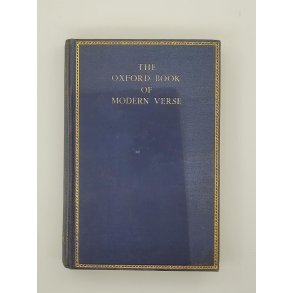 THE
OXFORD BOOK
OF
MODERN VERSE